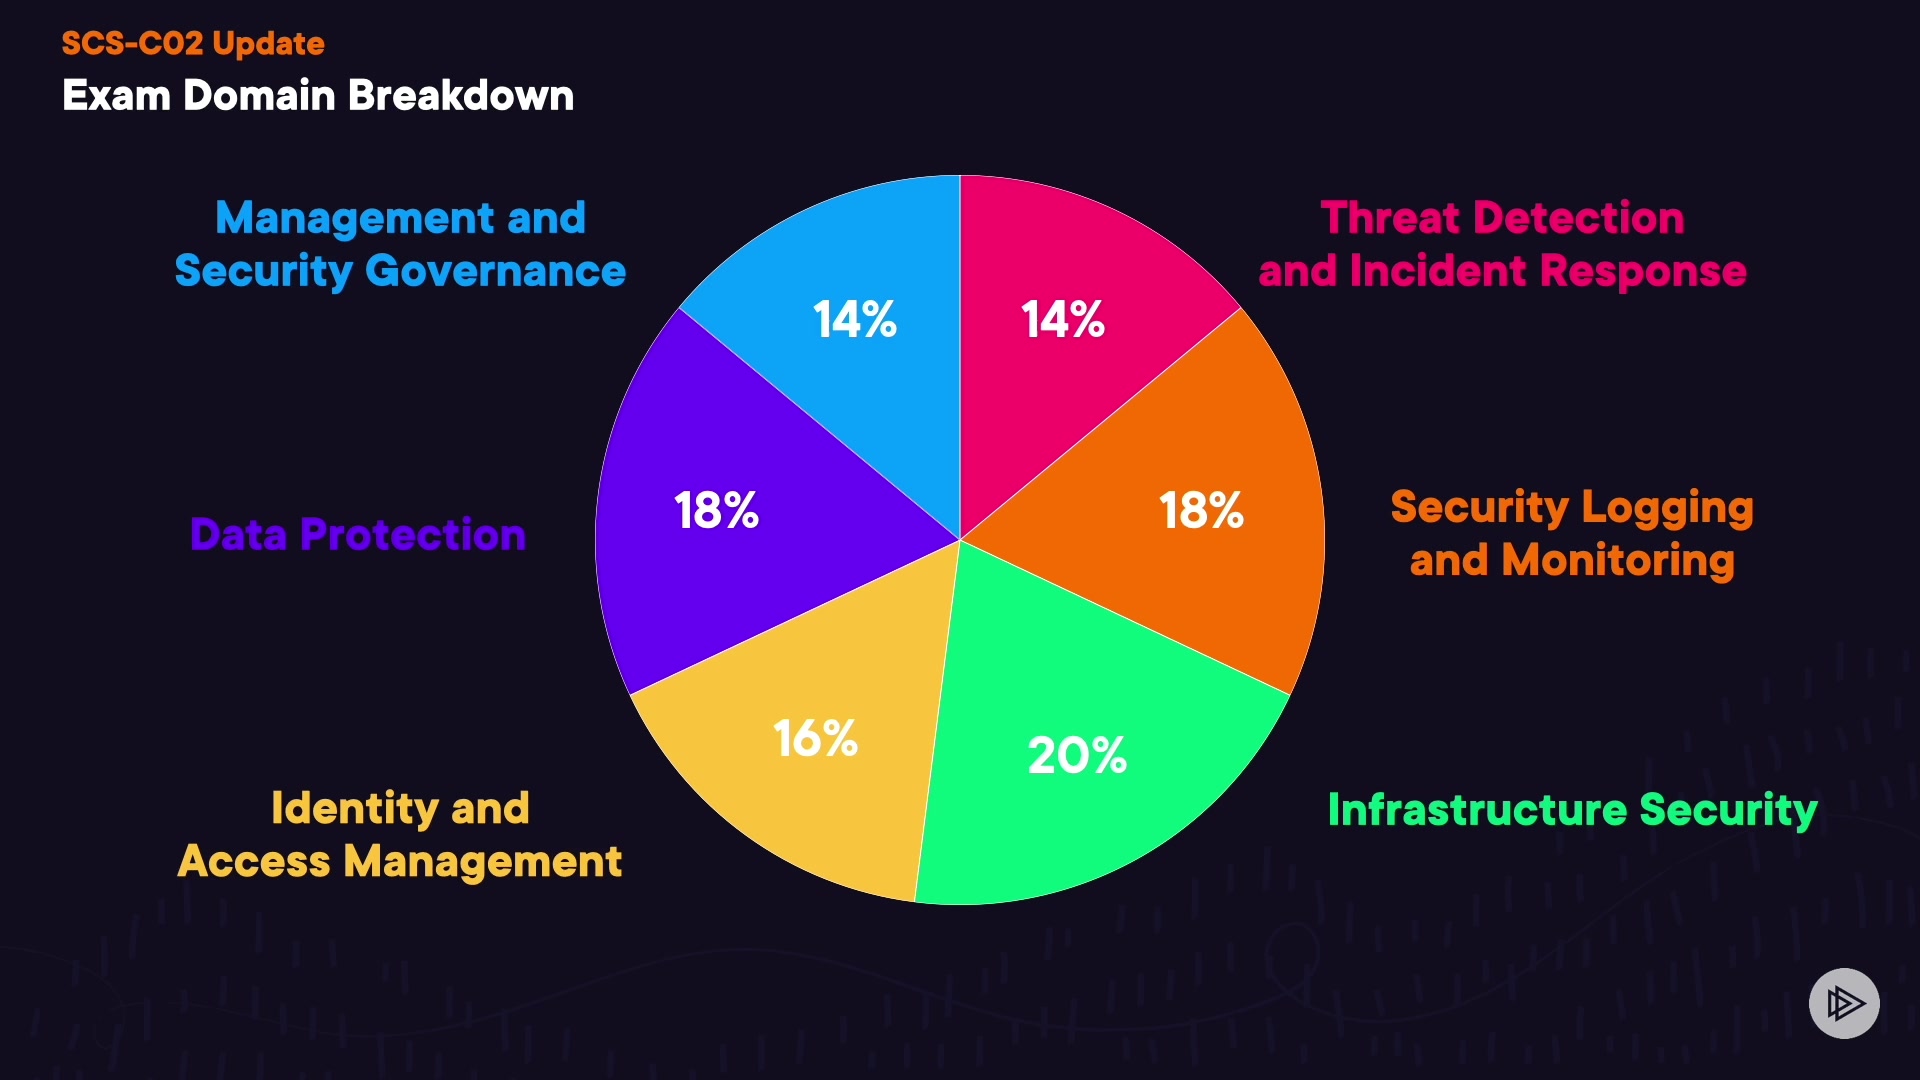 SCS-C02 Update
Exam Domain Breakdown
Management and
Security Governance
Threat Detection
and Incident Response
14%
14%
18%
18%
Data Protection
Security Logging
and Monitoring
16%
20%
Identity and
Access Management
Infrastructure Security